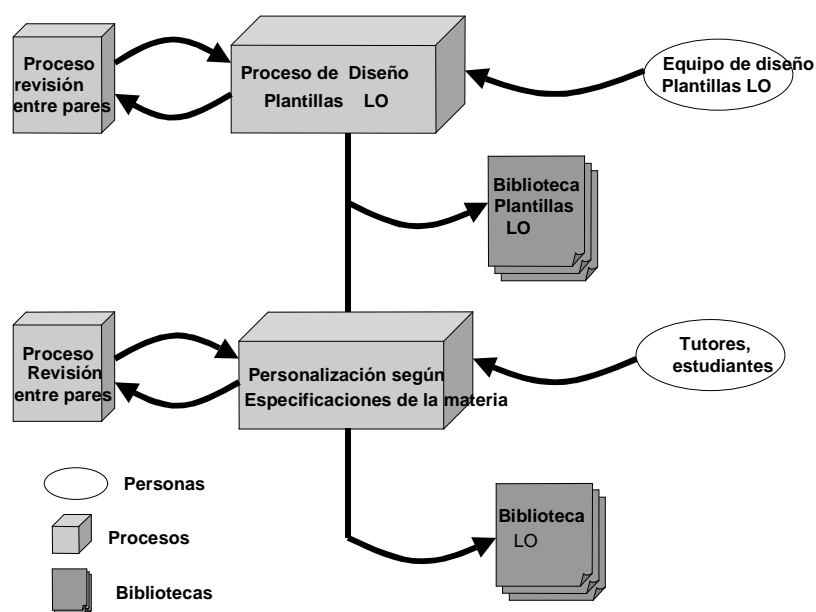 Proceso
revisión
entre pares
Proceso de Diseño
Plantillas LO
Equipo de diseño
Plantillas LO
Biblioteca
Plantillas
LO
Proceso
Revisión
entre pares
Personalización según
Especificaciones de la materia
Tutores,
estudiantes
Biblioteca
LO
Personas
Procesos
Bibliotecas